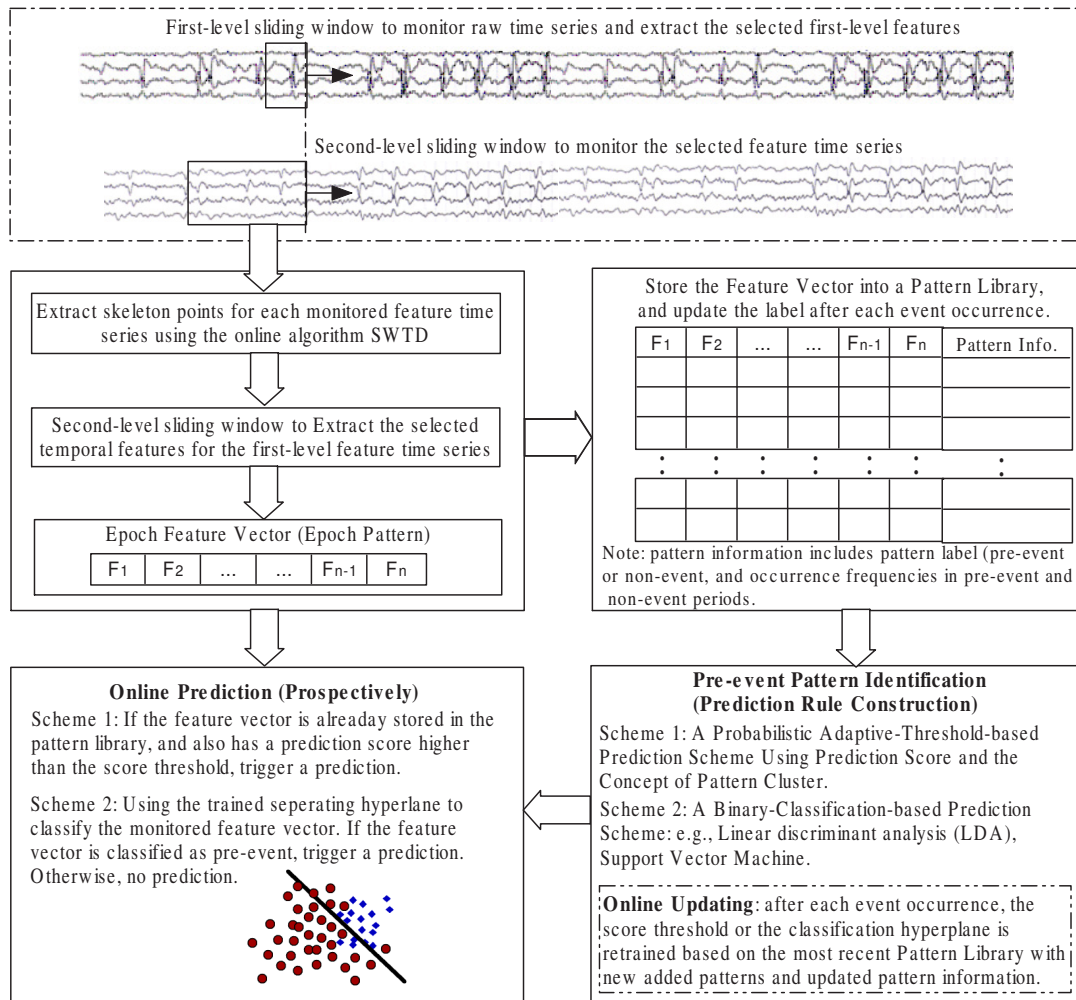 First-level sliding window to monitor raw time series and extract the selected first-level features
Second-level sliding window to monitor the selected feature time series
Extract skeleton points for each monitored feature time
series using the online algorithm SWTD
Second-level sliding window to Extract the selected
temporal features for the first-level feature time series
Epoch Feature Vector (Epoch Pattern)
F1 F2 ... ... Fn-1 Fn
Store the Feature Vector into a Pattern Library,
and update the label after each event occurrence.
F1 F2 ... ... Fn-1 Fn Pattern Info.
: : : : : : :
Note: pattern information includes pattern label (pre-event
or non-event, and occurrence frequencies in pre-event and
non-event periods.
Online Prediction (Prospectively)
Scheme 1: If the feature vector is alreaday stored in the
pattern library, and also has a prediction score higher
than the score threshold, trigger a prediction.
Scheme 2: Using the trained seperating hyperlane to
classify the monitored feature vector. If the feature
vector is classified as pre-event, trigger a prediction.
Otherwise, no prediction.
Pre-event Pattern Identification
(Prediction Rule Construction)
Scheme 1: A Probabilistic Adaptive-Threshold-based
Prediction Scheme Using Prediction Score and the
Concept of Pattern Cluster.
Scheme 2: A Binary-Classification-based Prediction
Scheme: e.g., Linear discriminant analysis (LDA),
Support Vector Machine.
Online Updating: after each event occurrence, the
score threshold or the classification hyperplane is
retrained based on the most recent Pattern Library with
new added patterns and updated pattern information.